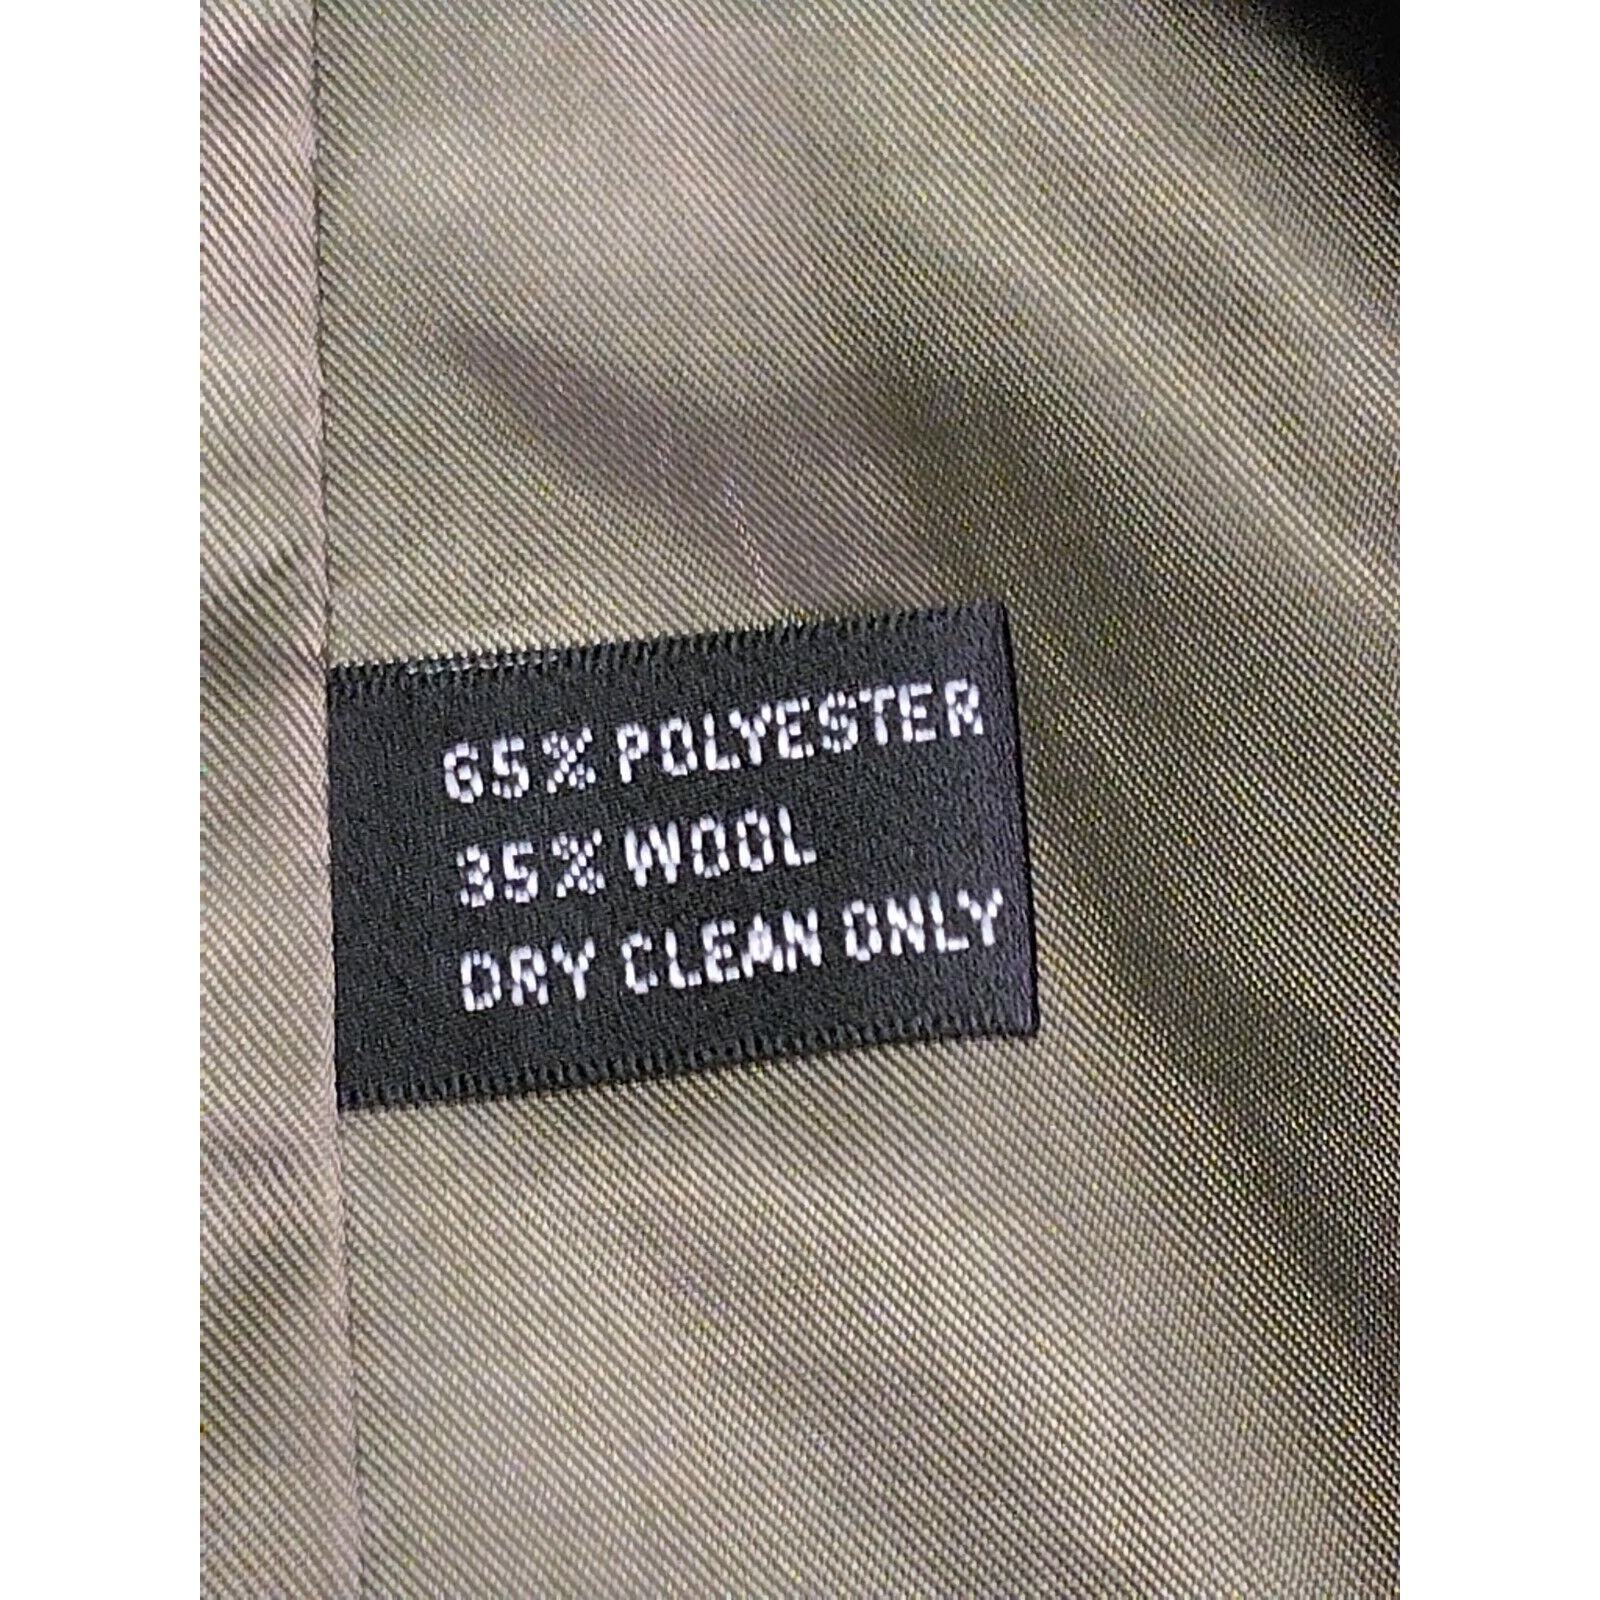 65% POLYESTER
35% WOOL
DRY CLEAN ONLY